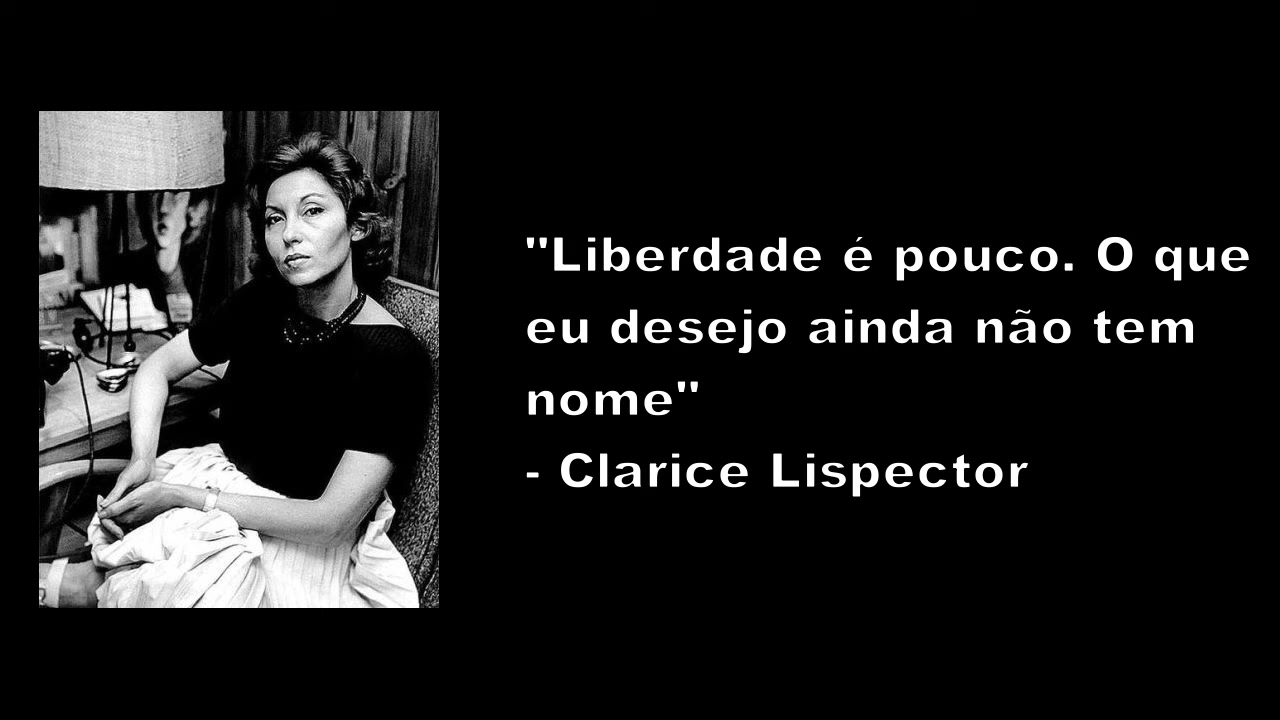 "Liberdade é pouco. O que
eu desejo ainda não tem
nome"
- Clarice Lispector